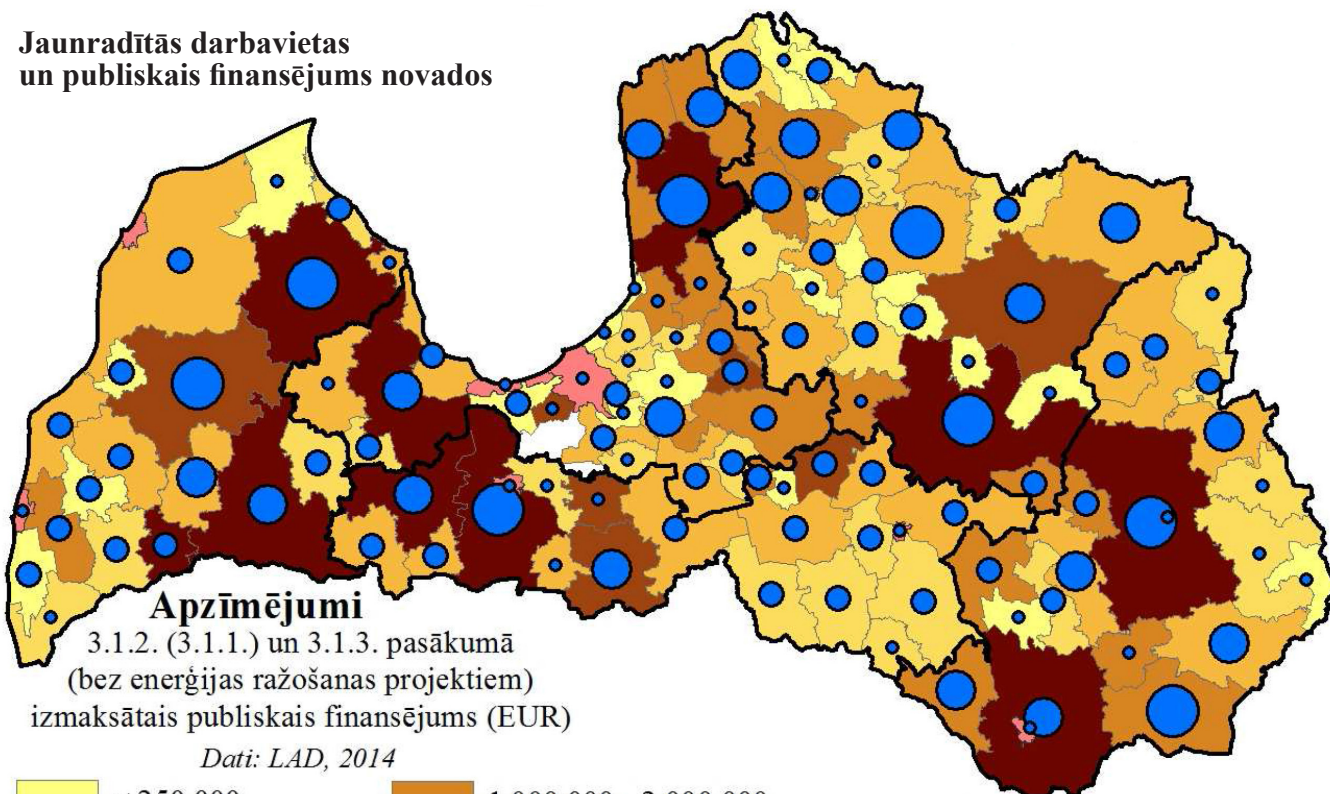 Jaunradītās darbavietas
un publiskais finansējums novados
Apzīmējumi
3.1.2. (3.1.1.) un 3.1.3. pasākumā
(bez enerģijas ražošanas projektiem)
izmaksātais publiskais finansējums (EUR)
Dati: LAD, 2014